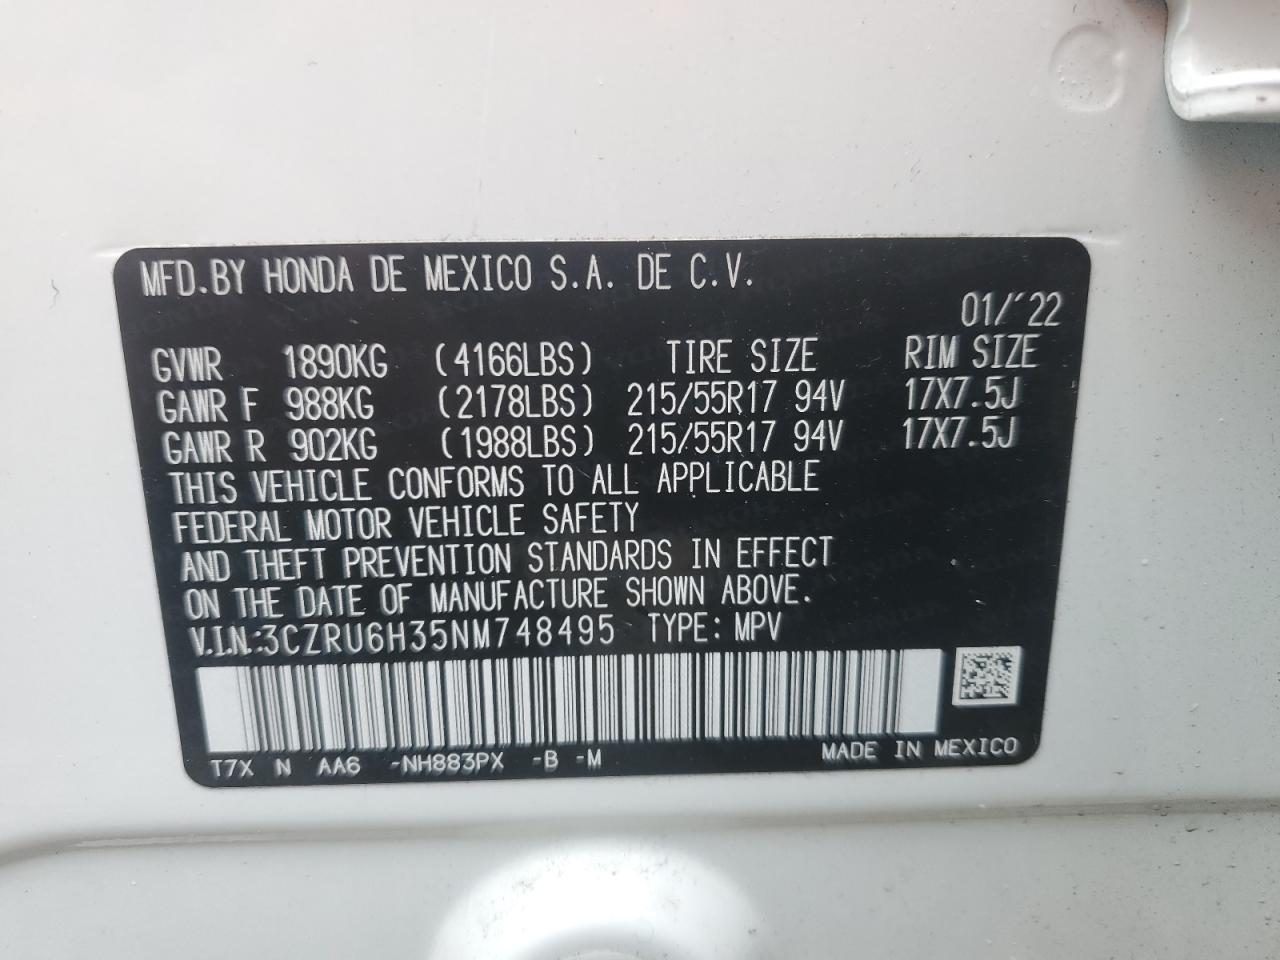 MFD.BY HONDA DE MEXICO S.A. DE C.V.
01/'22
GVWR 1890KG (4166LBS) TIRE SIZE RIM SIZE
GAWR F 988KG (2178LBS) 215/55R17 94V 17X7.5J
GAWR R 902KG (1988LBS) 215/55R17 94V 17X7.5J
THIS VEHICLE CONFORMS TO ALL APPLICABLE
FEDERAL MOTOR VEHICLE SAFETY
AND THEFT PREVENTION STANDARDS IN EFFECT
ON THE DATE OF MANUFACTURE SHOWN ABOVE.
V.I.N.:3CZRU6H35NM748495 TYPE: MPV
T7X N AA6 -NH883PX -B -M MADE IN MEXICO